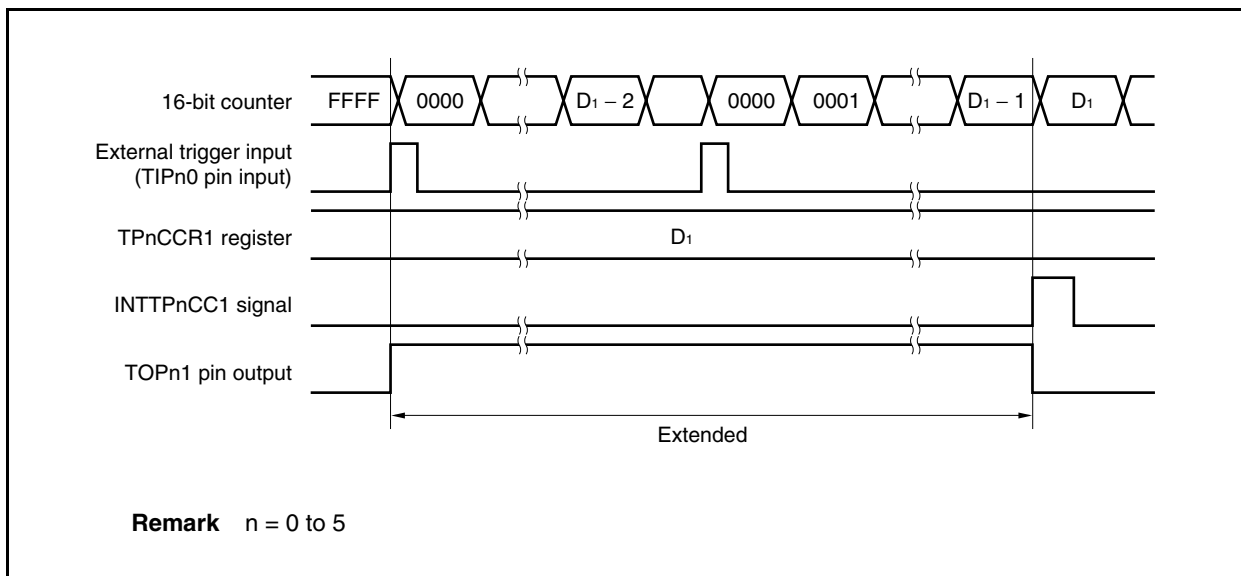 16-bit counter FFFF 0000 D₁ − 2 0000 0001 D₁ − 1 D₁
External trigger input
(TIPn0 pin input)
TPnCCR1 register D₁
INTTPnCC1 signal
TOPn1 pin output
Extended
Remark n = 0 to 5